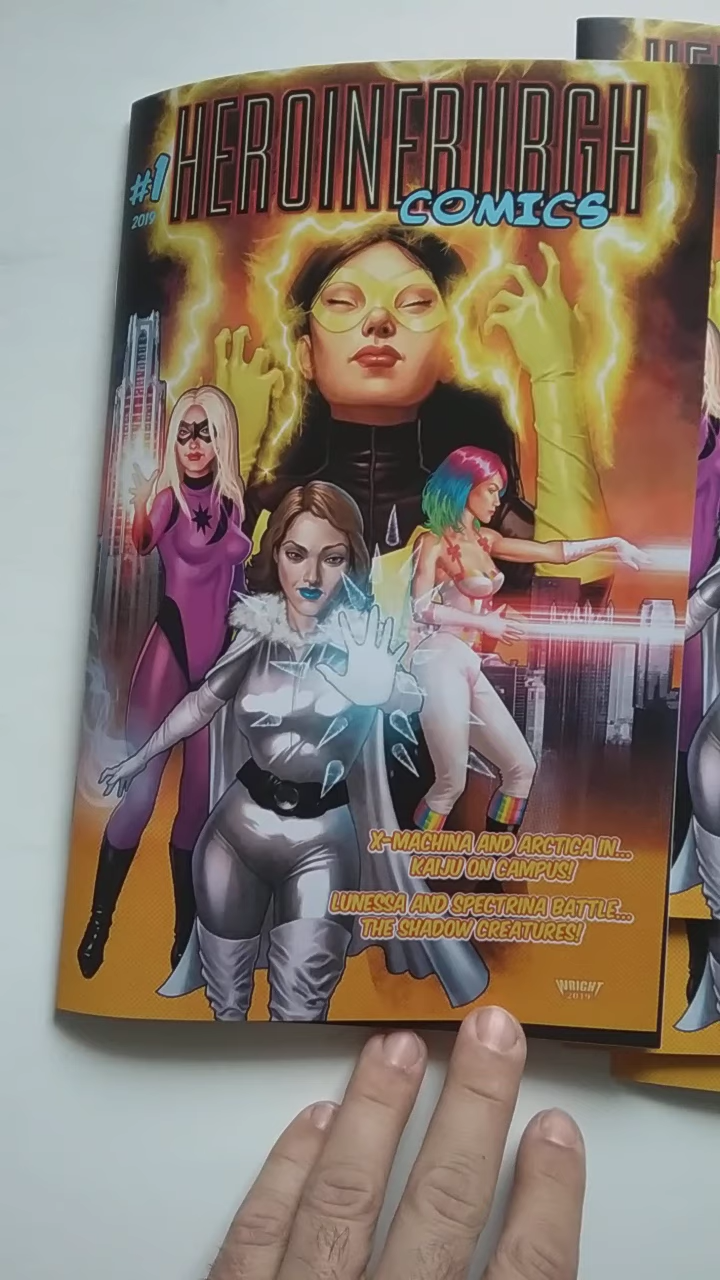 #1
2019
HEROINEBURGH
COMICS
X-MACHINA AND ARCTICA IN...
KAIJU ON CAMPUS!
LUNESSA AND SPECTRINA BATTLE...
THE SHADOW CREATURES!
WRIGHT
2019
HE